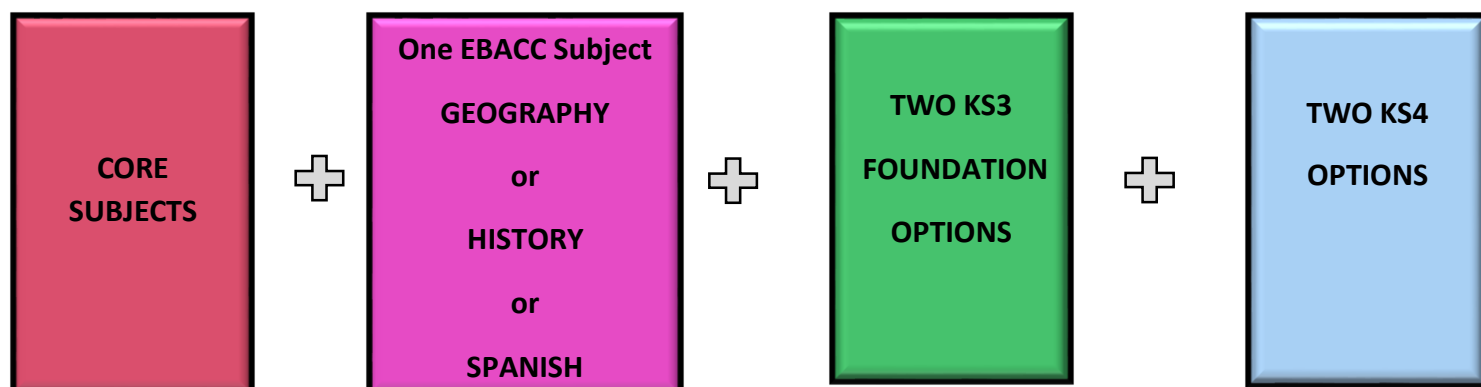 CORE
SUBJECTS
One EBACC Subject
GEOGRAPHY
or
HISTORY
or
SPANISH
TWO KS3
FOUNDATION
OPTIONS
TWO KS4
OPTIONS